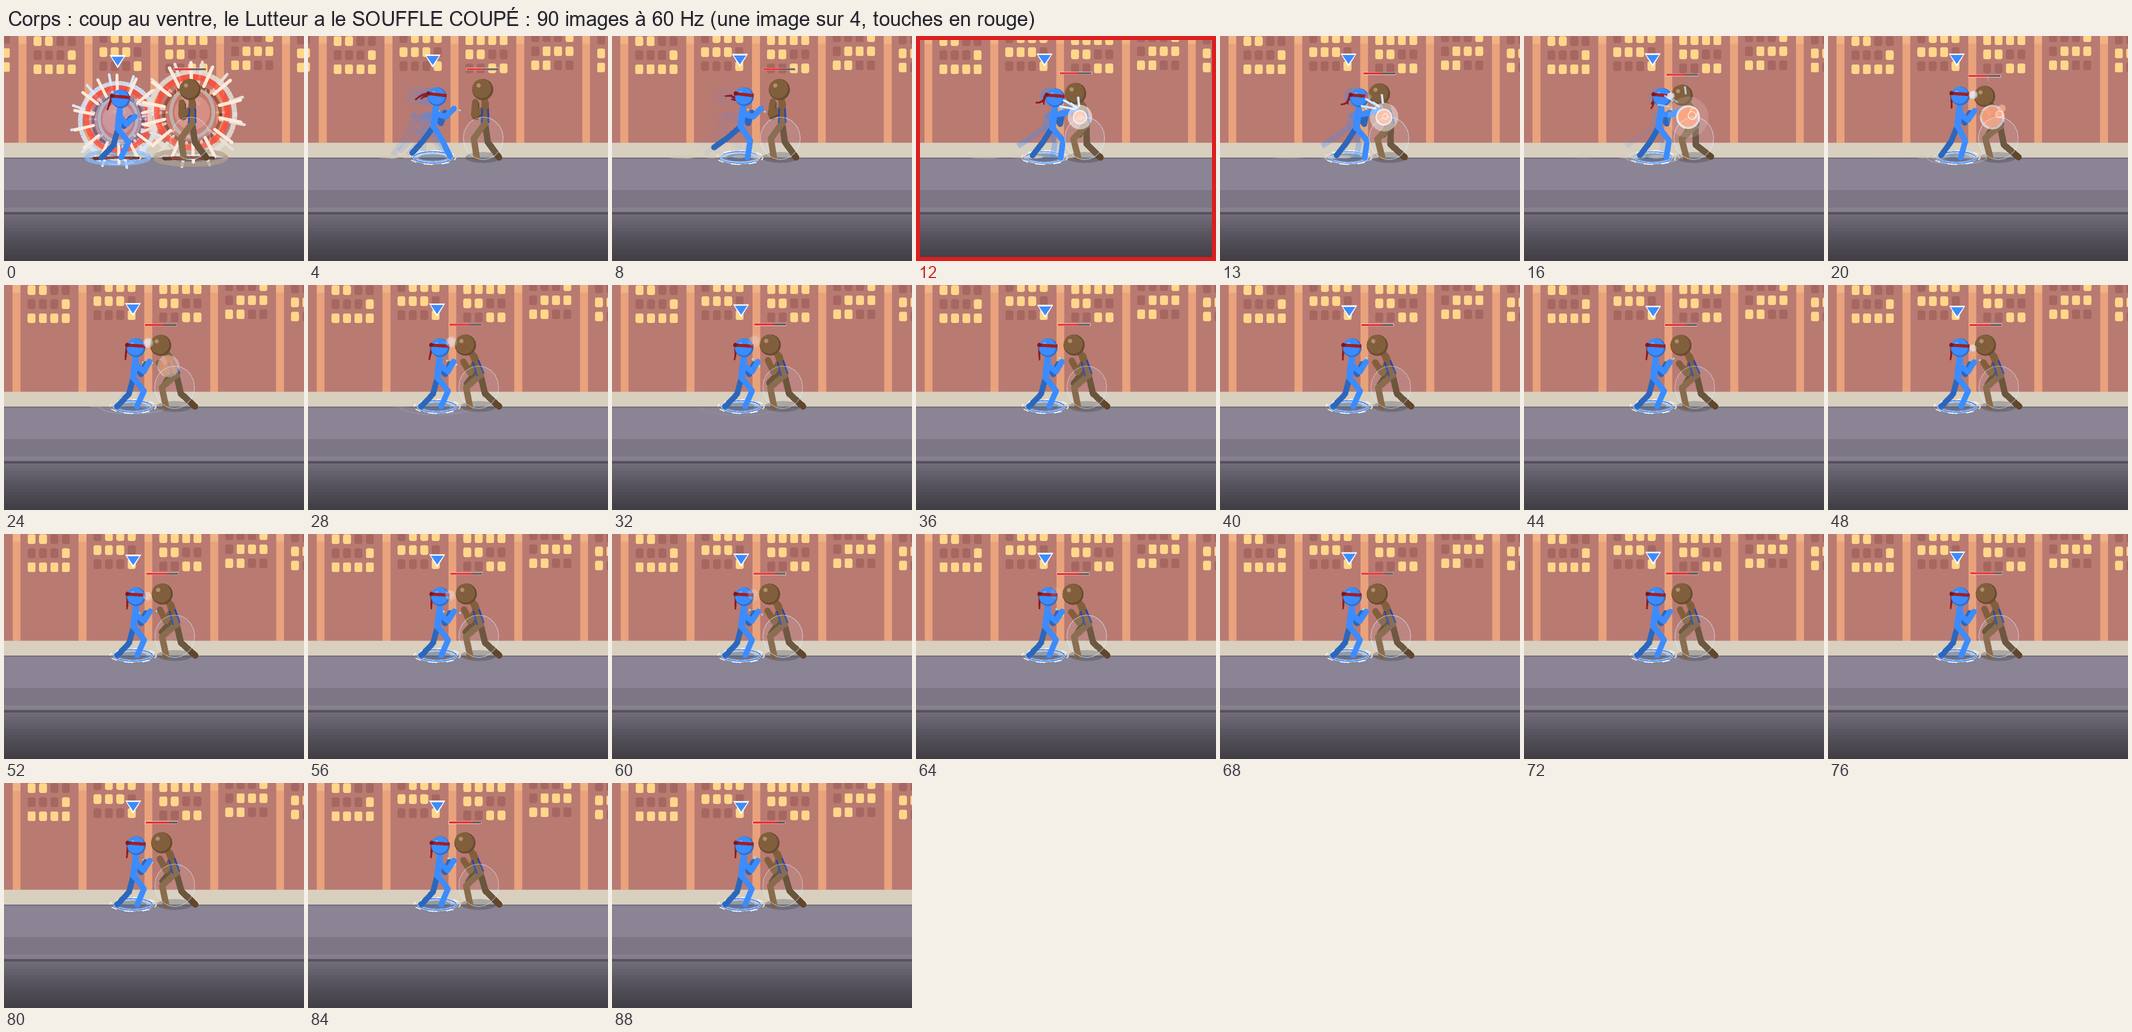 Corps : coup au ventre, le Lutteur a le SOUFFLE COUPÉ : 90 images à 60 Hz (une image sur 4, touches en rouge)
0 4 8 12 13 16 20
24 28 32 36 40 44 48
52 56 60 64 68 72 76
80 84 88